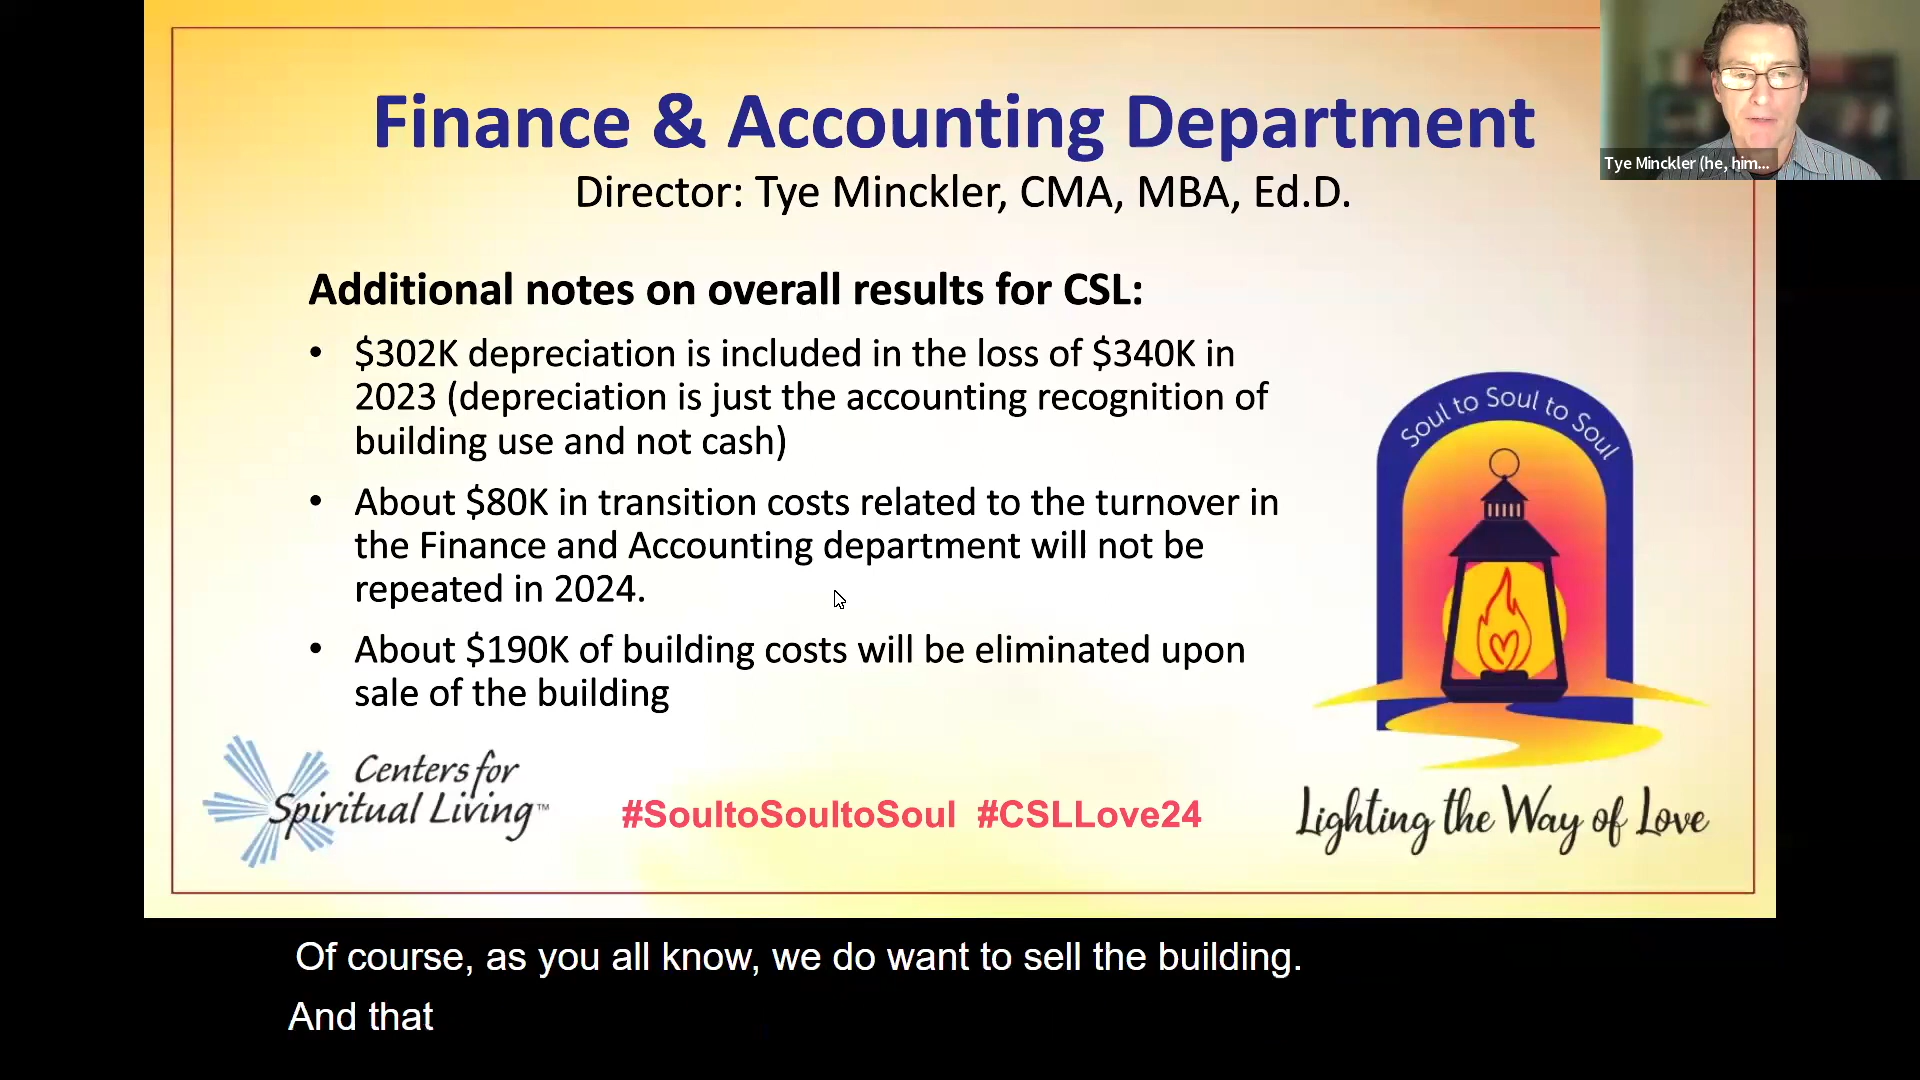 Finance & Accounting Department
Director: Tye Minckler, CMA, MBA, Ed.D.
Tye Minckler (he, him...
Additional notes on overall results for CSL:
• $302K depreciation is included in the loss of $340K in
2023 (depreciation is just the accounting recognition of
building use and not cash)
• About $80K in transition costs related to the turnover in
the Finance and Accounting department will not be
repeated in 2024.
• About $190K of building costs will be eliminated upon
sale of the building
Soul to Soul to Soul
Centers for
Spiritual Living™
#SoultoSoultoSoul #CSLLove24
Lighting the Way of Love
Of course, as you all know, we do want to sell the building.
And that